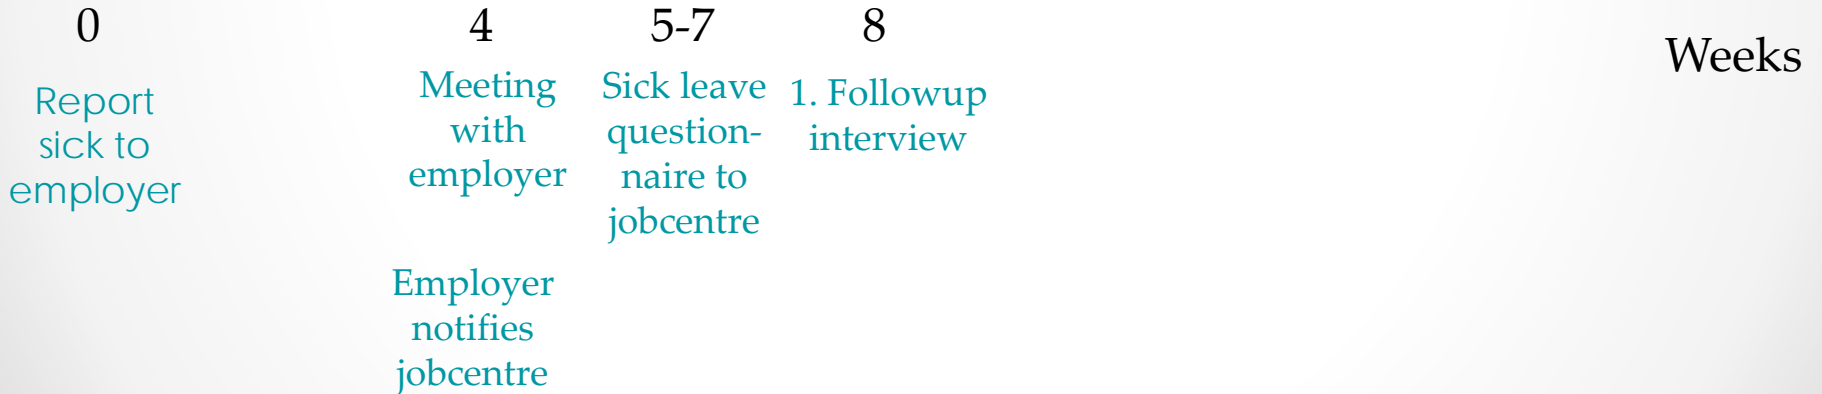 0
4
5-7
8
Weeks
Report
sick to
employer
Meeting
with
employer
Employer
notifies
jobcentre
Sick leave
question-
naire to
jobcentre
1. Followup
interview